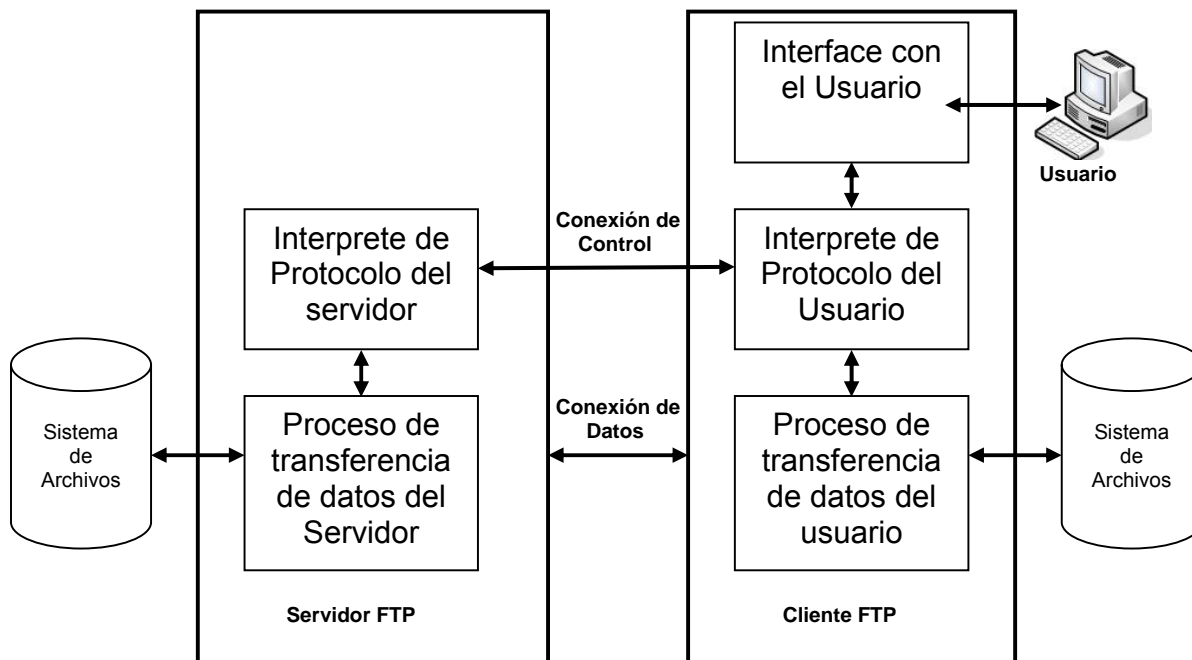 Interface con
el Usuario
Usuario
Conexión de
Control
Interprete de
Protocolo del
servidor
Interprete de
Protocolo del
Usuario
Sistema
de
Archivos
Proceso de
transferencia
de datos del
Servidor
Conexión de
Datos
Proceso de
transferencia
de datos del
usuario
Sistema
de
Archivos
Servidor FTP
Cliente FTP